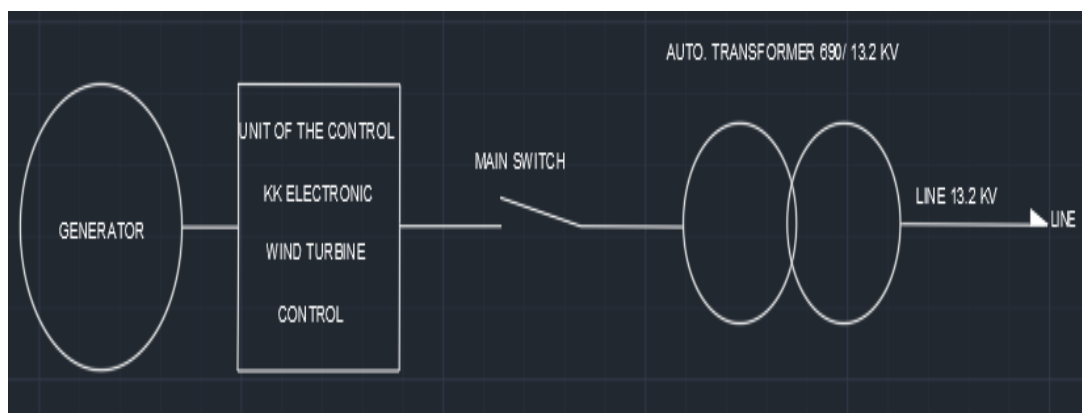 AUTO. TRANSFORMER 690/ 13.2 KV
UNIT OF THE CONTROL
KK ELECTRONIC
WIND TURBINE
CONTROL
MAIN SWITCH
GENERATOR
LINE 13.2 KV
LINE